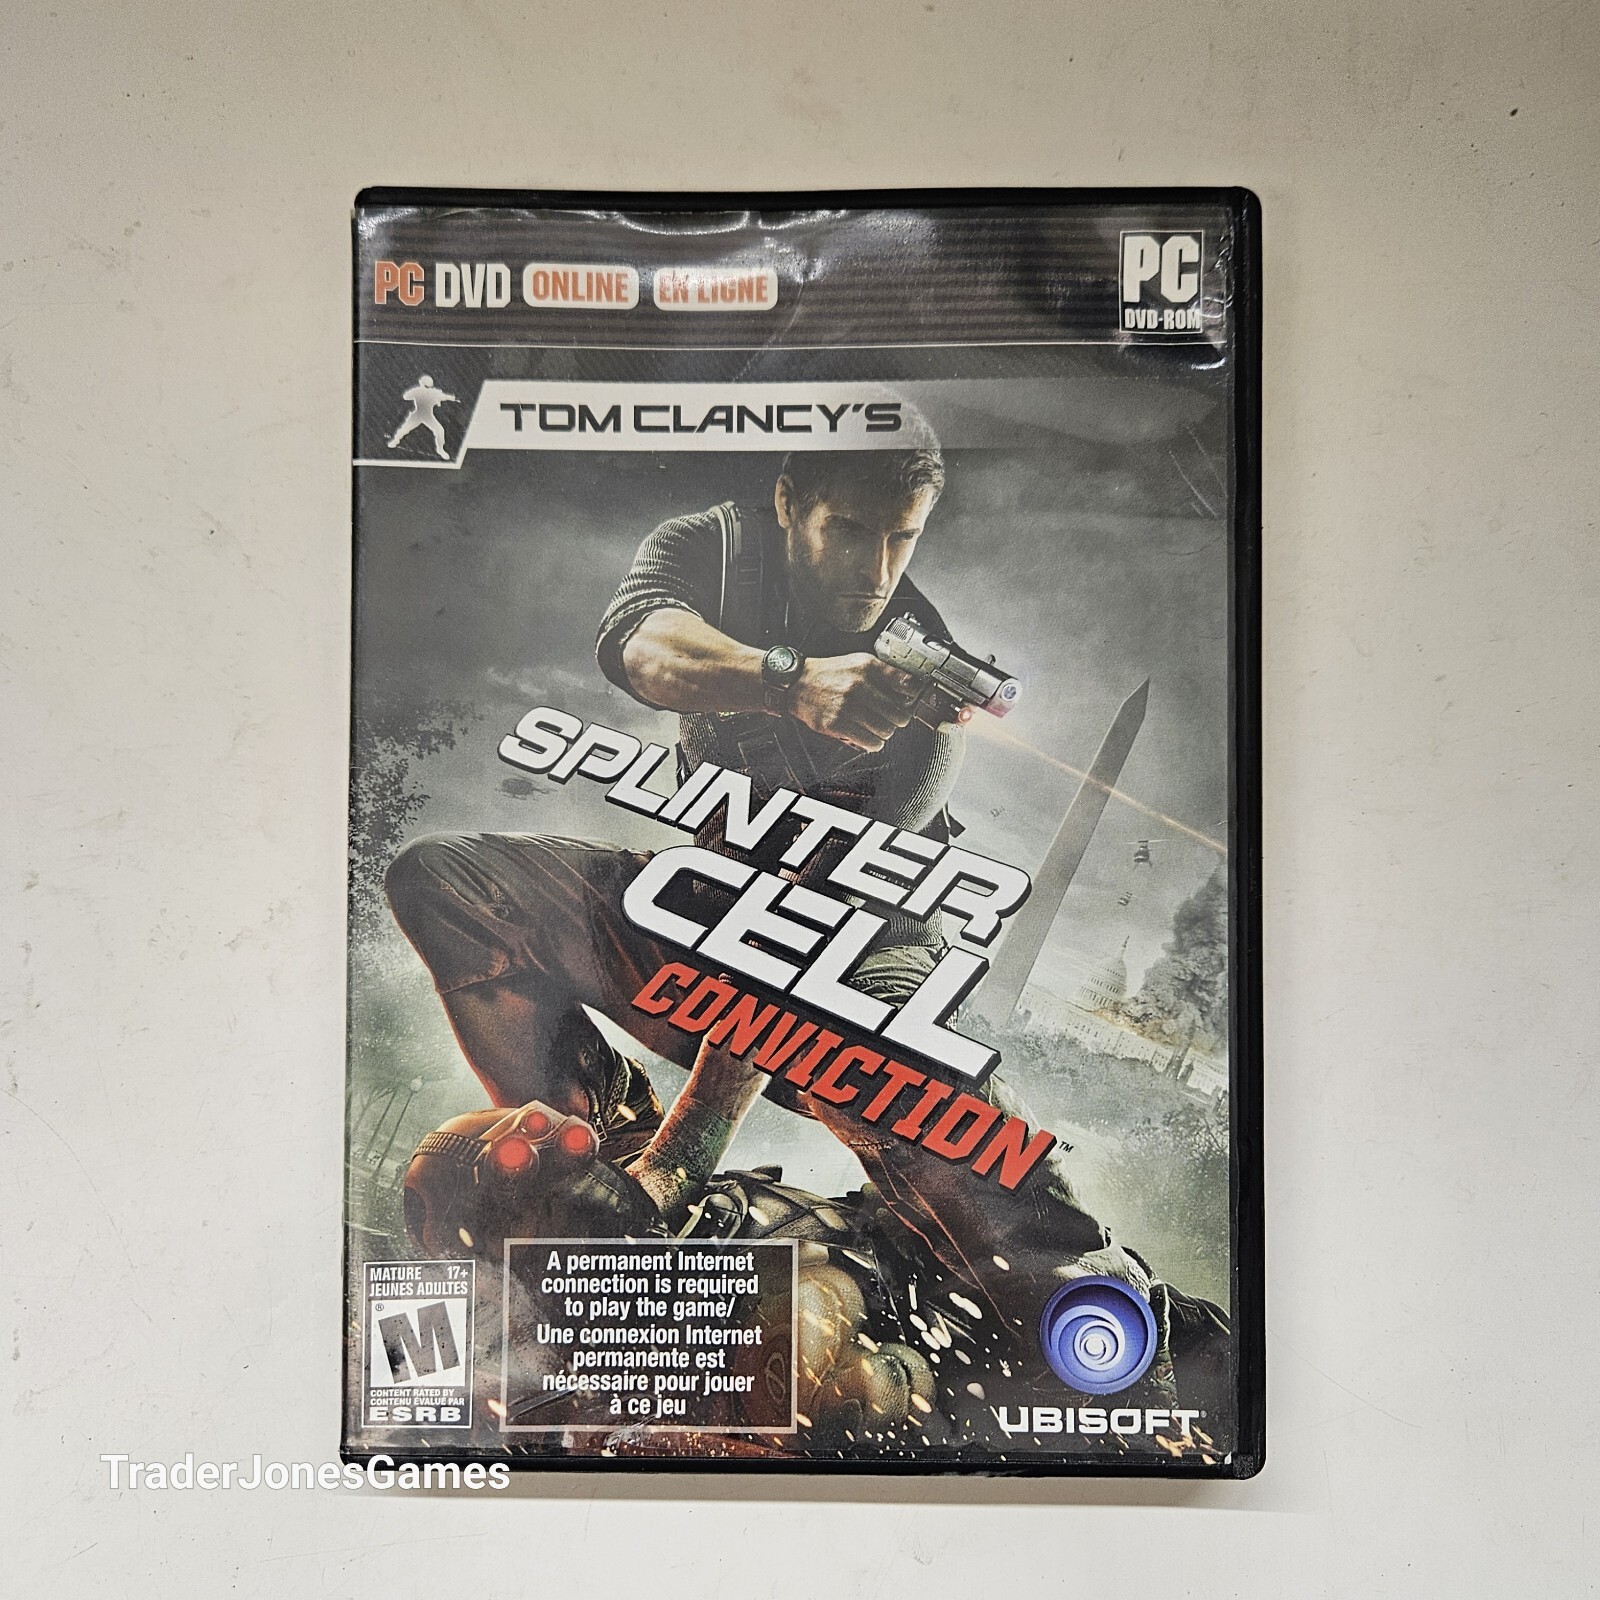 PC DVD ONLINE EN LIGNE
PC
DVD-ROM
TOM CLANCY'S
SPLINTER
CELL
CONVICTION™
MATURE 17+
JEUNES ADULTES
M®
CONTENT RATED BY
CONTENU ÉVALUÉ PAR
ESRB
A permanent Internet
connection is required
to play the game/
Une connexion Internet
permanente est
nécessaire pour jouer
à ce jeu
UBISOFT®
TraderJonesGames